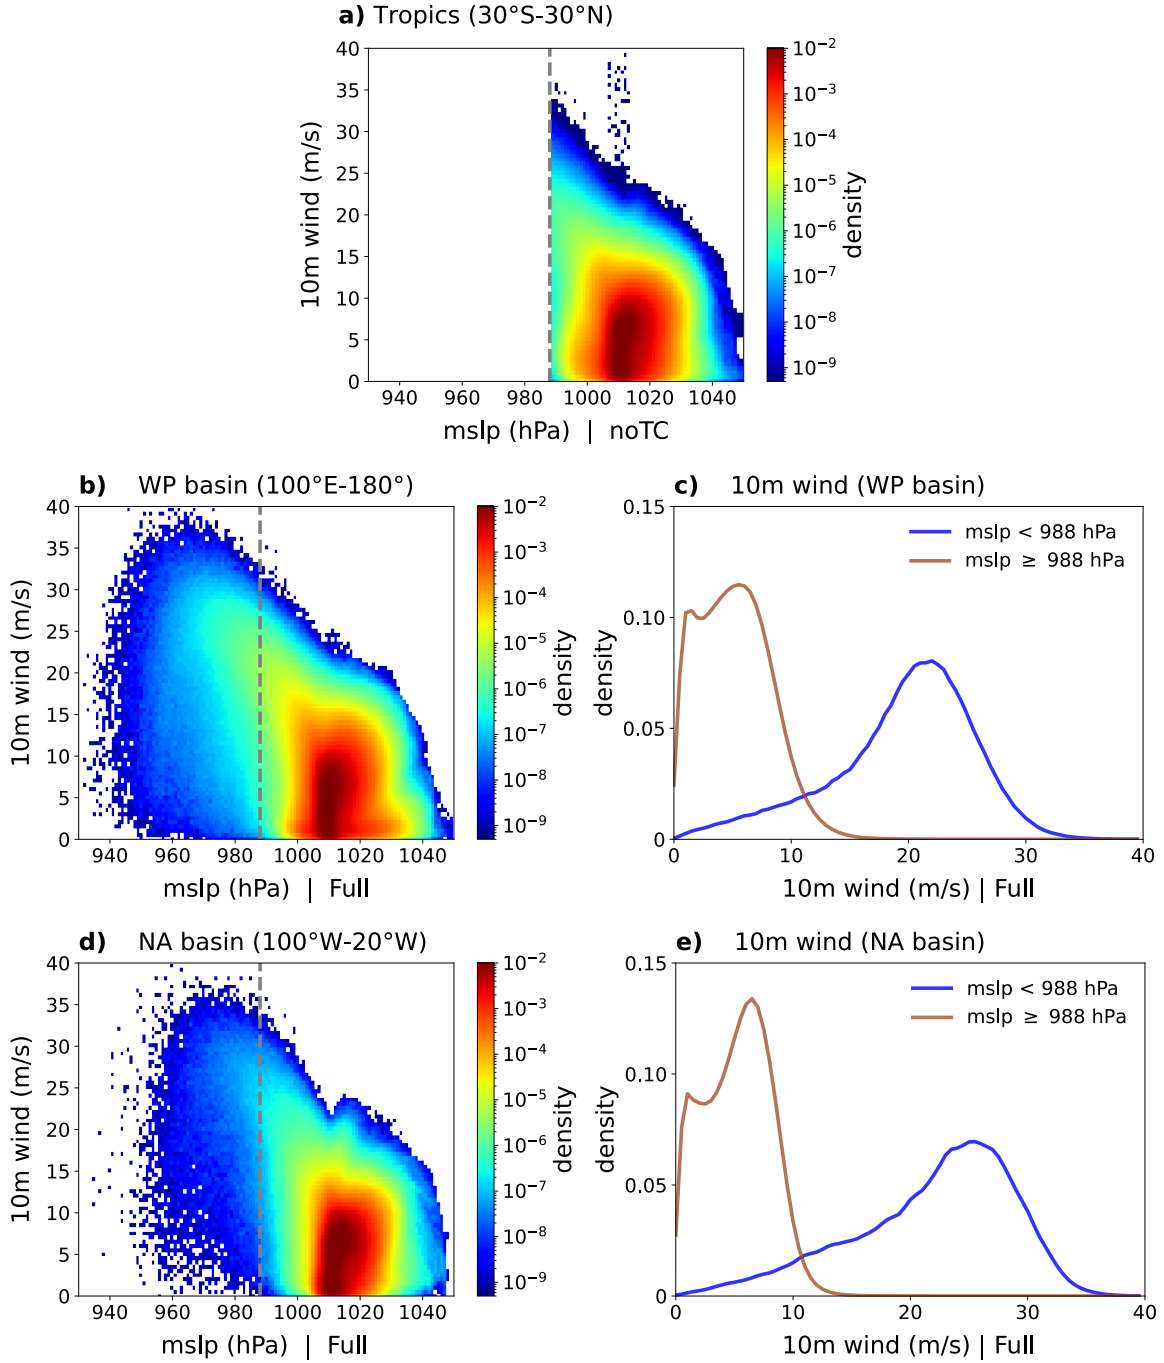 a) Tropics (30°S-30°N)
10m wind (m/s)
40
35
30
25
20
15
10
5
0
940 960 980 1000 1020 1040
mslp (hPa) | noTC
10⁻²
10⁻³
10⁻⁴
10⁻⁵
10⁻⁶
10⁻⁷
10⁻⁸
10⁻⁹
density
b) WP basin (100°E-180°)
10m wind (m/s)
40
35
30
25
20
15
10
5
0
940 960 980 1000 1020 1040
mslp (hPa) | Full
10⁻²
10⁻³
10⁻⁴
10⁻⁵
10⁻⁶
10⁻⁷
10⁻⁸
10⁻⁹
density
c) 10m wind (WP basin)
density
0.15
0.10
0.05
0
mslp < 988 hPa
mslp ≥ 988 hPa
0 10 20 30 40
10m wind (m/s) | Full
d) NA basin (100°W-20°W)
10m wind (m/s)
40
35
30
25
20
15
10
5
0
940 960 980 1000 1020 1040
mslp (hPa) | Full
10⁻²
10⁻³
10⁻⁴
10⁻⁵
10⁻⁶
10⁻⁷
10⁻⁸
10⁻⁹
density
e) 10m wind (NA basin)
density
0.15
0.10
0.05
0
mslp < 988 hPa
mslp ≥ 988 hPa
0 10 20 30 40
10m wind (m/s) | Full